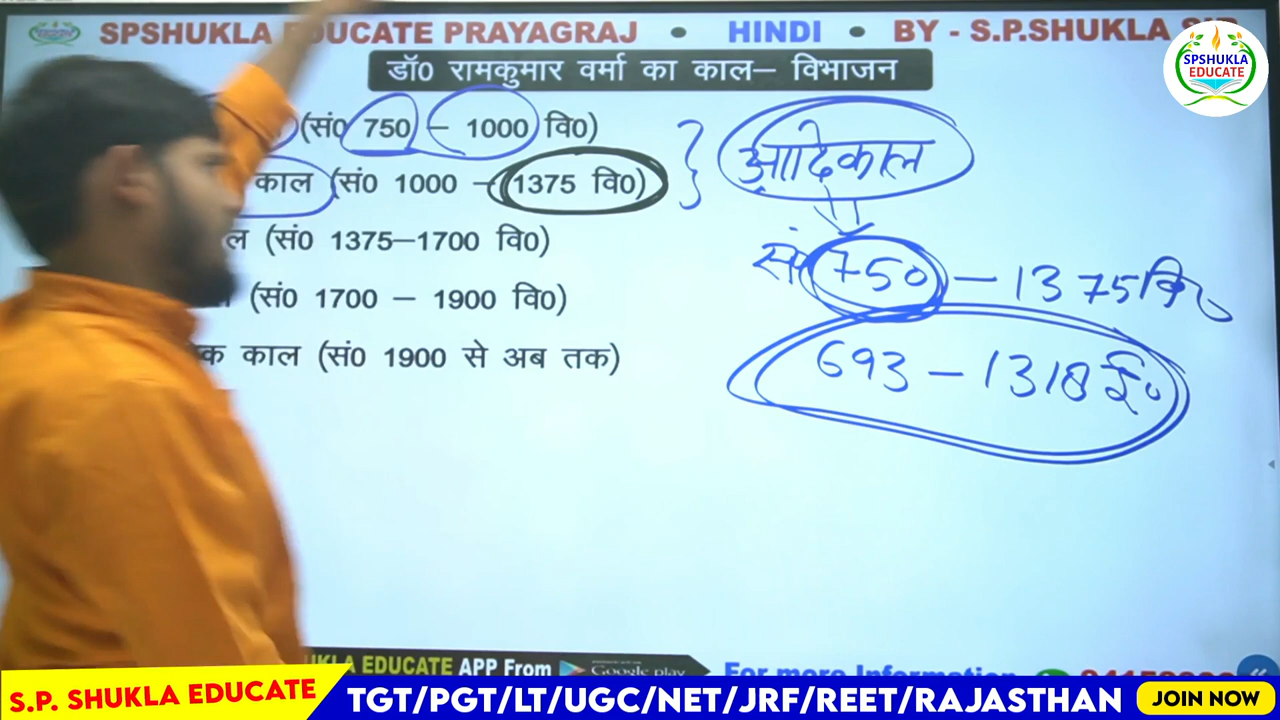 SPSHUKLA EDUCATE PRAYAGRAJ • HINDI • BY - S.P.SHUKLA
SPSHUKLA
EDUCATE
डॉ0 रामकुमार वर्मा का काल– विभाजन
(सं0 750 – 1000 वि0)
काल (सं0 1000 – 1375 वि0)
आदिकाल
ल (सं0 1375–1700 वि0)
सं0 750 – 1375 वि0
(सं0 1700 – 1900 वि0)
क काल (सं0 1900 से अब तक)
693 – 1318 ई०
UKLA EDUCATE APP From Google play
For more Information
S.P. SHUKLA EDUCATE
TGT/PGT/LT/UGC/NET/JRF/REET/RAJASTHAN
JOIN NOW